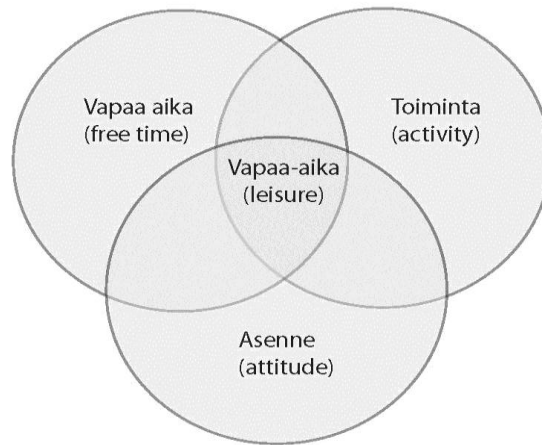 Vapaa aika
(free time)
Toiminta
(activity)
Vapaa-aika
(leisure)
Asenne
(attitude)